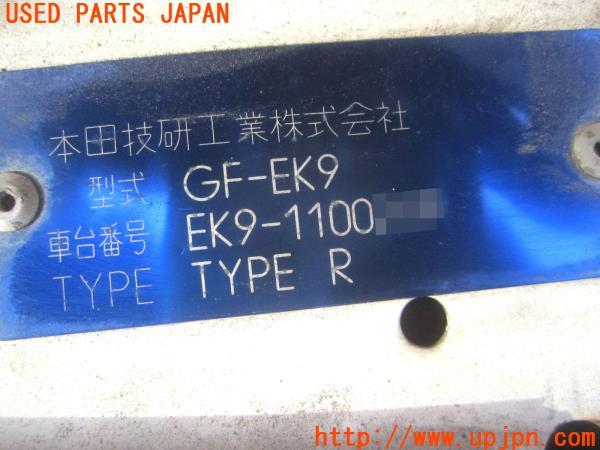 USED PARTS JAPAN
本田技研工業株式会社
型式 GF-EK9
車台番号 EK9-1100
TYPE TYPE R
http://www.upjpn.com